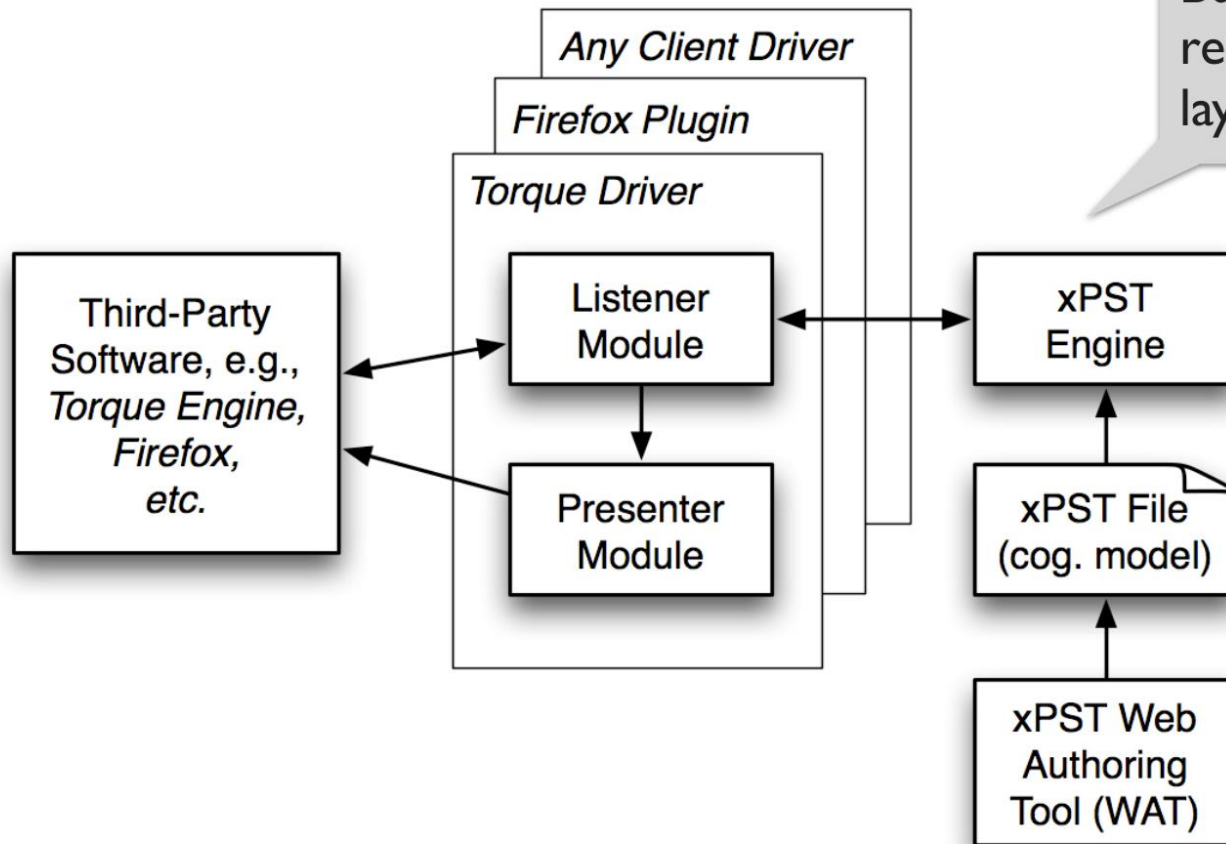 Any Client Driver
Firefox Plugin
Torque Driver
Third-Party
Software, e.g.,
Torque Engine,
Firefox,
etc.
Listener
Module
Presenter
Module
xPST
Engine
xPST File
(cog. model)
xPST Web
Authoring
Tool (WAT)